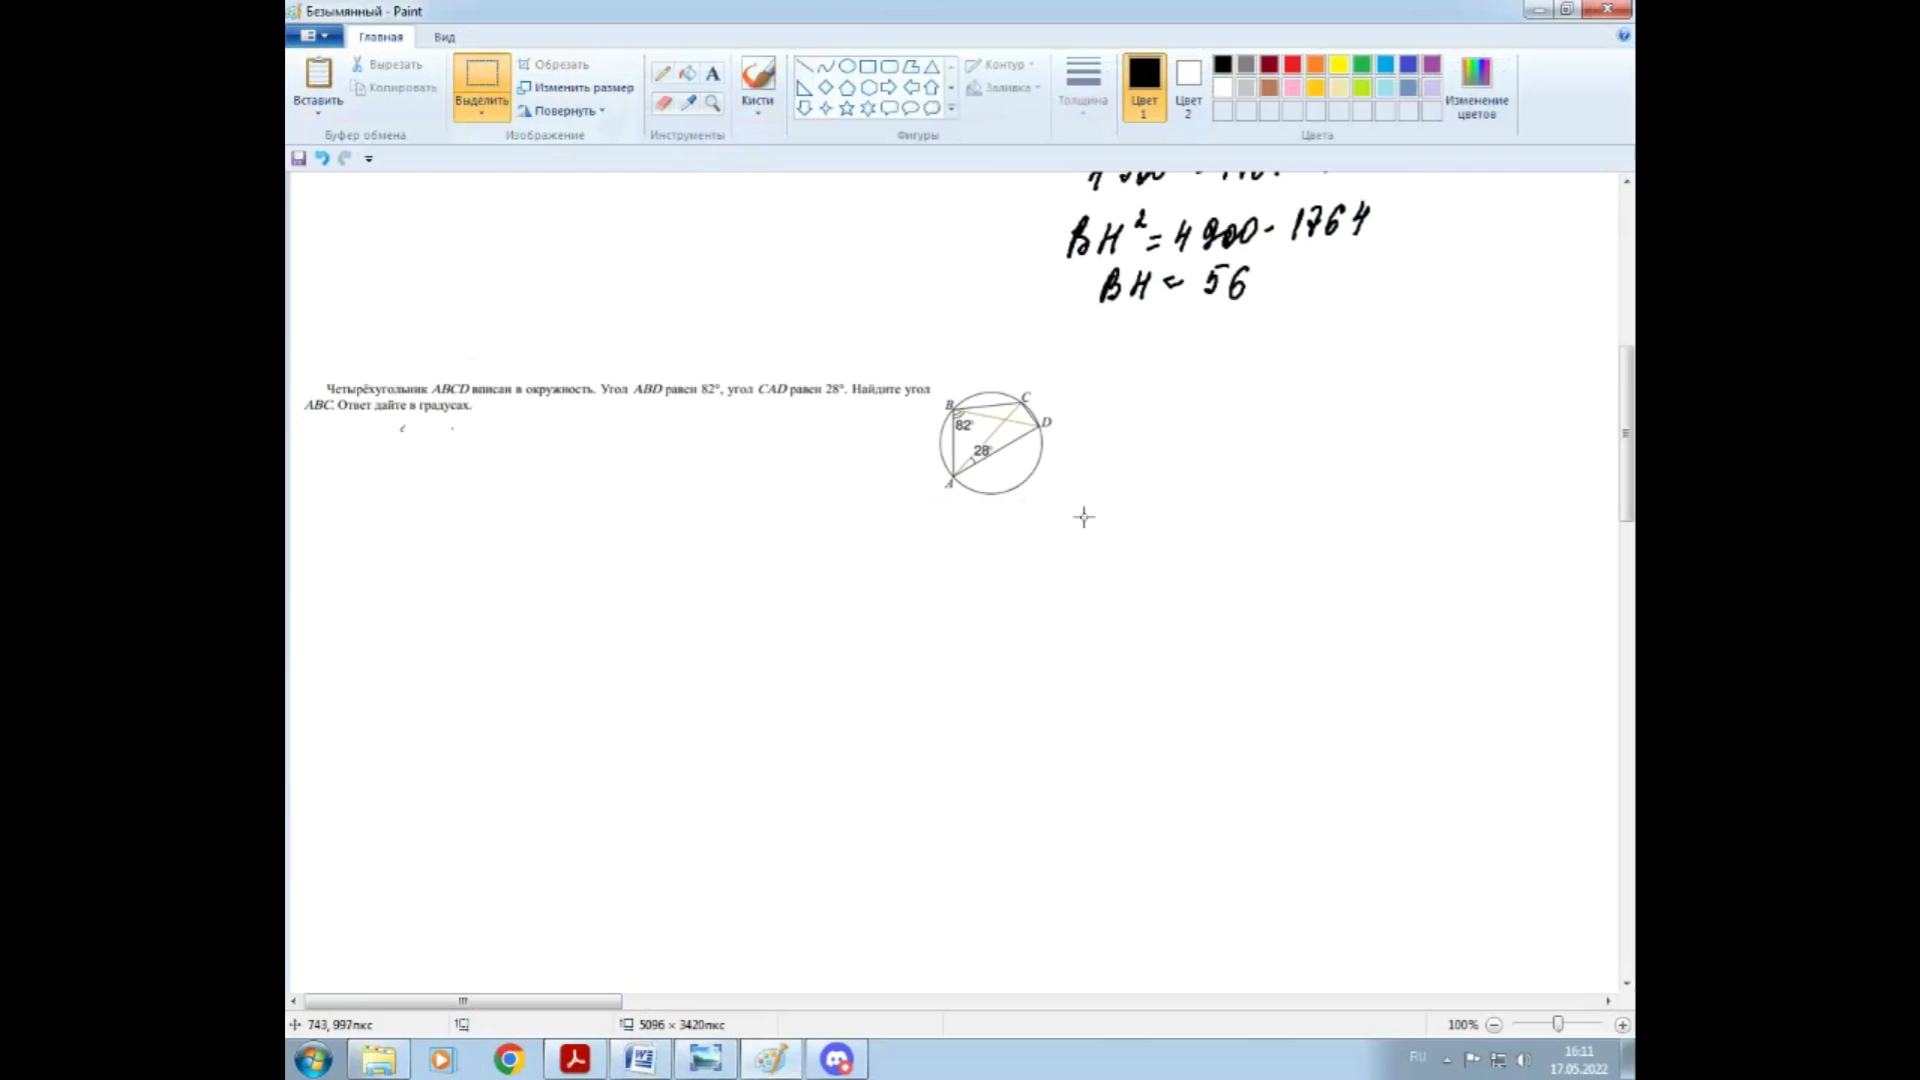 Безымянный - Paint
Главная
Вид
Вставить
Вырезать
Копировать
Буфер обмена
Выделить
Обрезать
Изменить размер
Повернуть
Изображение
A
Инструменты
Кисти
Фигуры
Контур
Заливка
Толщина
Цвет 1
Цвет 2
Изменение цветов
Цвета
BH² = 4900 - 1764
BH = 56
Четырёхугольник ABCD вписан в окружность. Угол ABD равен 82°, угол CAD равен 28°. Найдите угол
ABC. Ответ дайте в градусах.
B
C
D
82°
28°
A
743, 997пкс
5096 × 3420пкс
100%
RU
16:11
17.05.2022